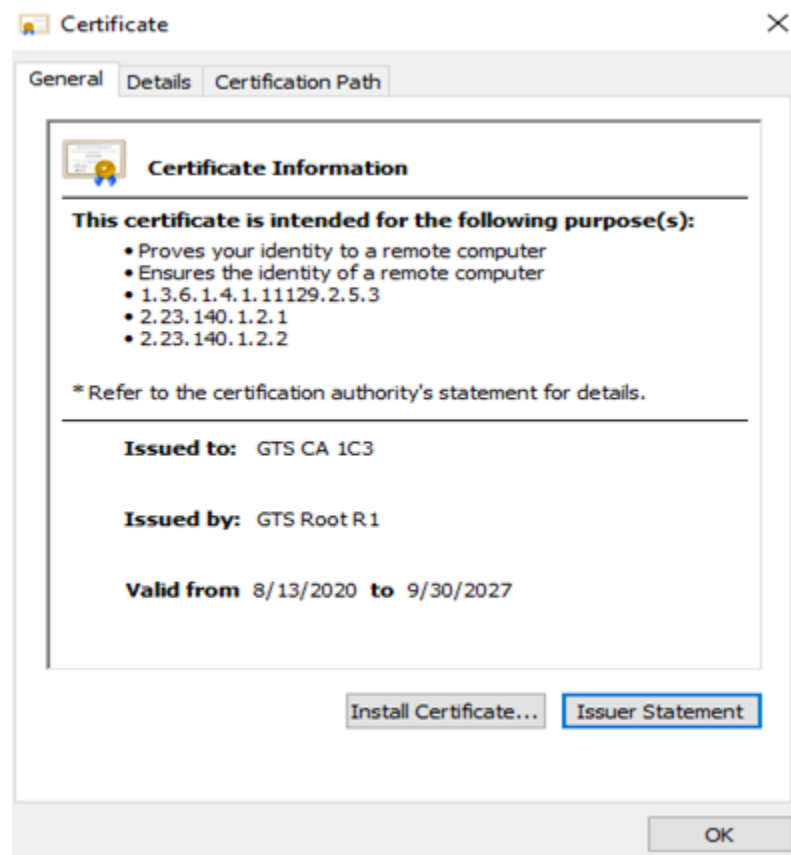 Certificate
General Details Certification Path
Certificate Information
This certificate is intended for the following purpose(s):
• Proves your identity to a remote computer
• Ensures the identity of a remote computer
• 1.3.6.1.4.1.11129.2.5.3
• 2.23.140.1.2.1
• 2.23.140.1.2.2
* Refer to the certification authority's statement for details.
Issued to: GTS CA 1C3
Issued by: GTS Root R1
Valid from 8/13/2020 to 9/30/2027
Install Certificate... Issuer Statement
OK